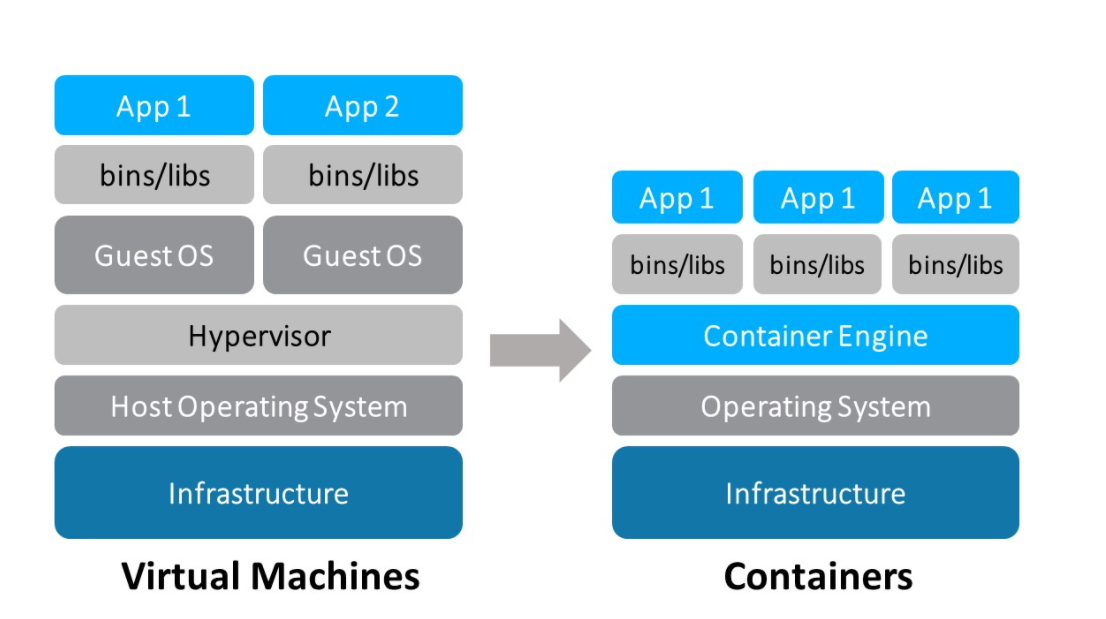 App 1
App 2
bins/libs
bins/libs
Guest OS
Guest OS
Hypervisor
Host Operating System
Infrastructure
Virtual Machines
App 1
App 1
App 1
bins/libs
bins/libs
bins/libs
Container Engine
Operating System
Infrastructure
Containers